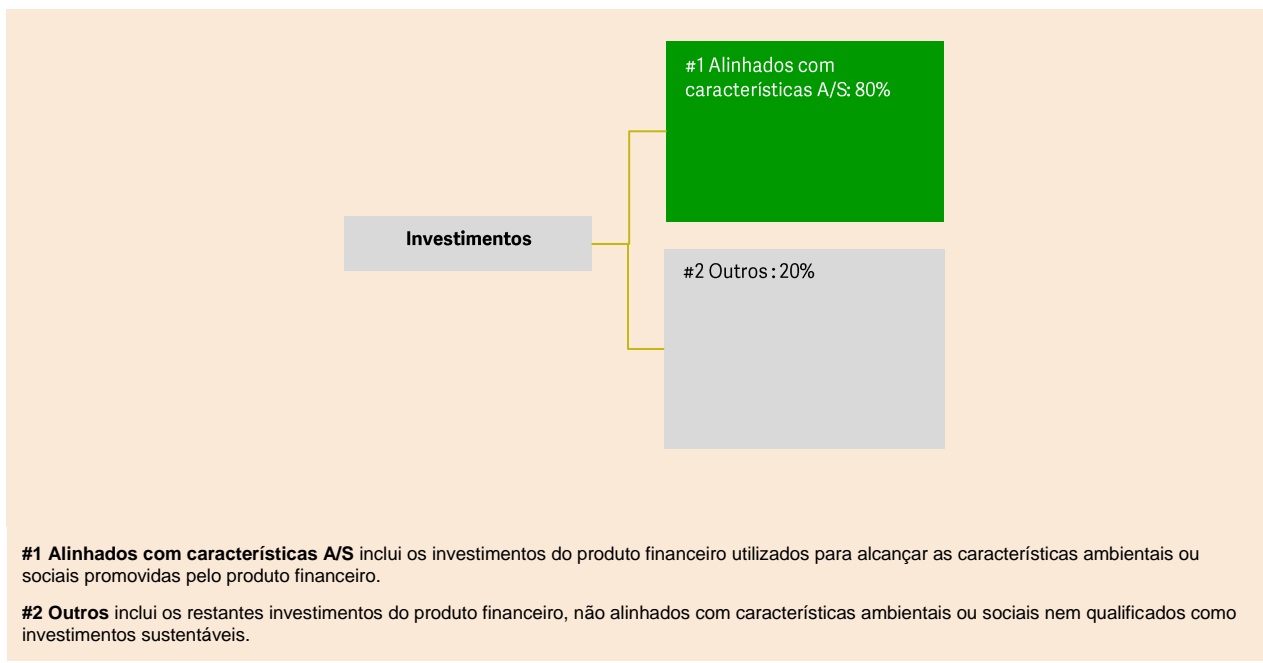 #1 Alinhados com
características A/S: 80%
Investimentos
#2 Outros : 20%
#1 Alinhados com características A/S inclui os investimentos do produto financeiro utilizados para alcançar as características ambientais ou
sociais promovidas pelo produto financeiro.
#2 Outros inclui os restantes investimentos do produto financeiro, não alinhados com características ambientais ou sociais nem qualificados como
investimentos sustentáveis.